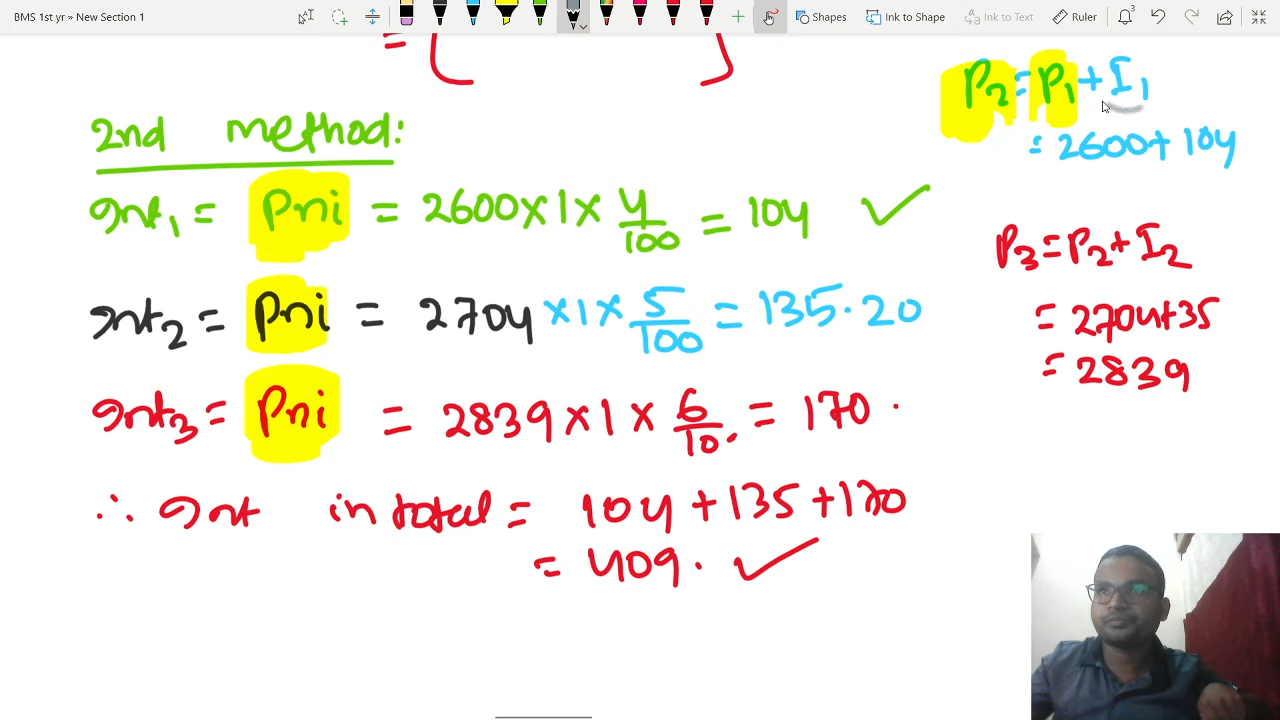 BMS 1st yr » New Section 1
Shapes Ink to Shape Ink to Text Ruler
=
P2 = P1 + I1
= 2600 + 104
2nd method:
Int1 = Pni = 2600 × 1 × 4/100 = 104 ✓
P3 = P2 + I2
= 2704 + 35
= 2839
Int2 = Pni = 2704 × 1 × 5/100 = 135.20
Int3 = Pni = 2839 × 1 × 6/10. = 170.
∴ Int in total = 104 + 135 + 170
= 409. ✓